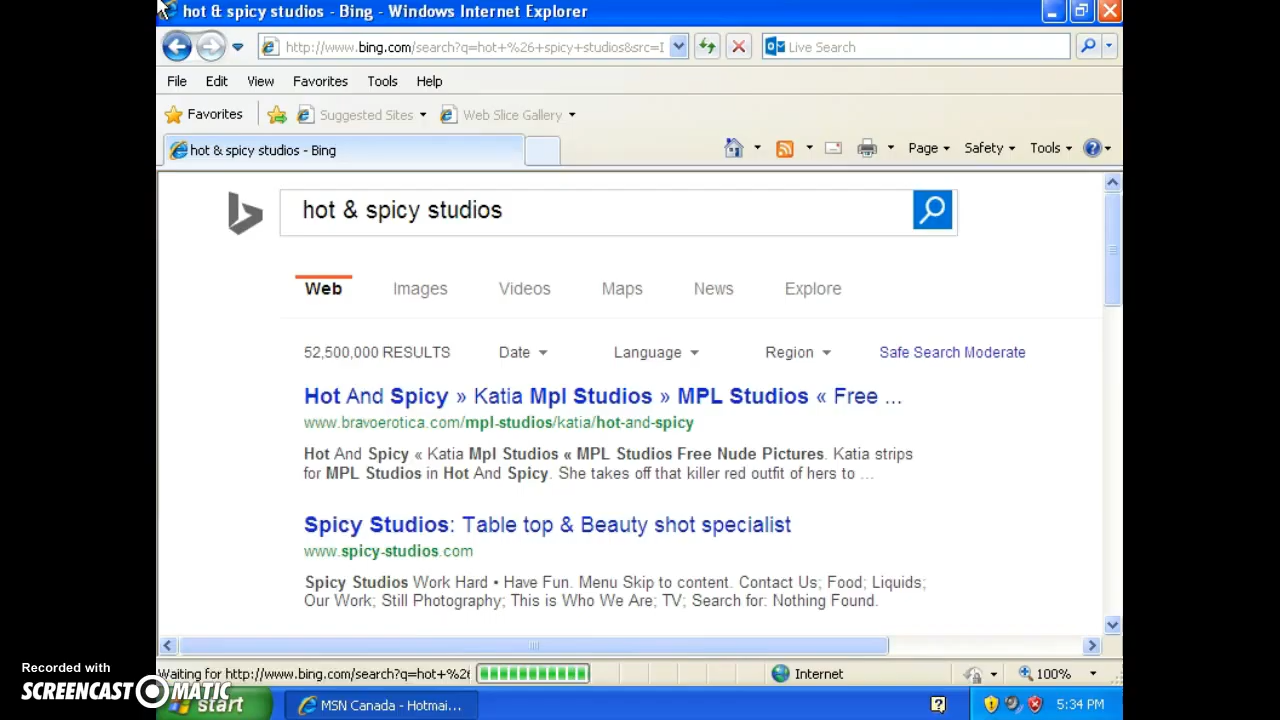 hot & spicy studios - Bing - Windows Internet Explorer
http://www.bing.com/search?q=hot+%26+spicy+studios&src=I
Live Search
File Edit View Favorites Tools Help
Favorites Suggested Sites Web Slice Gallery
hot & spicy studios - Bing
Page Safety Tools
hot & spicy studios
Web Images Videos Maps News Explore
52,500,000 RESULTS Date Language Region Safe Search Moderate
Hot And Spicy » Katia Mpl Studios » MPL Studios « Free ...
www.bravoerotica.com/mpl-studios/katia/hot-and-spicy
Hot And Spicy « Katia Mpl Studios « MPL Studios Free Nude Pictures. Katia strips
for MPL Studios in Hot And Spicy. She takes off that killer red outfit of hers to ...
Spicy Studios: Table top & Beauty shot specialist
www.spicy-studios.com
Spicy Studios Work Hard • Have Fun. Menu Skip to content. Contact Us; Food; Liquids;
Our Work; Still Photography; This is Who We Are; TV; Search for: Nothing Found.
Waiting for http://www.bing.com/search?q=hot+%26 Internet 100%
Recorded with
SCREENCAST O MATIC
start MSN Canada - Hotmai... 5:34 PM